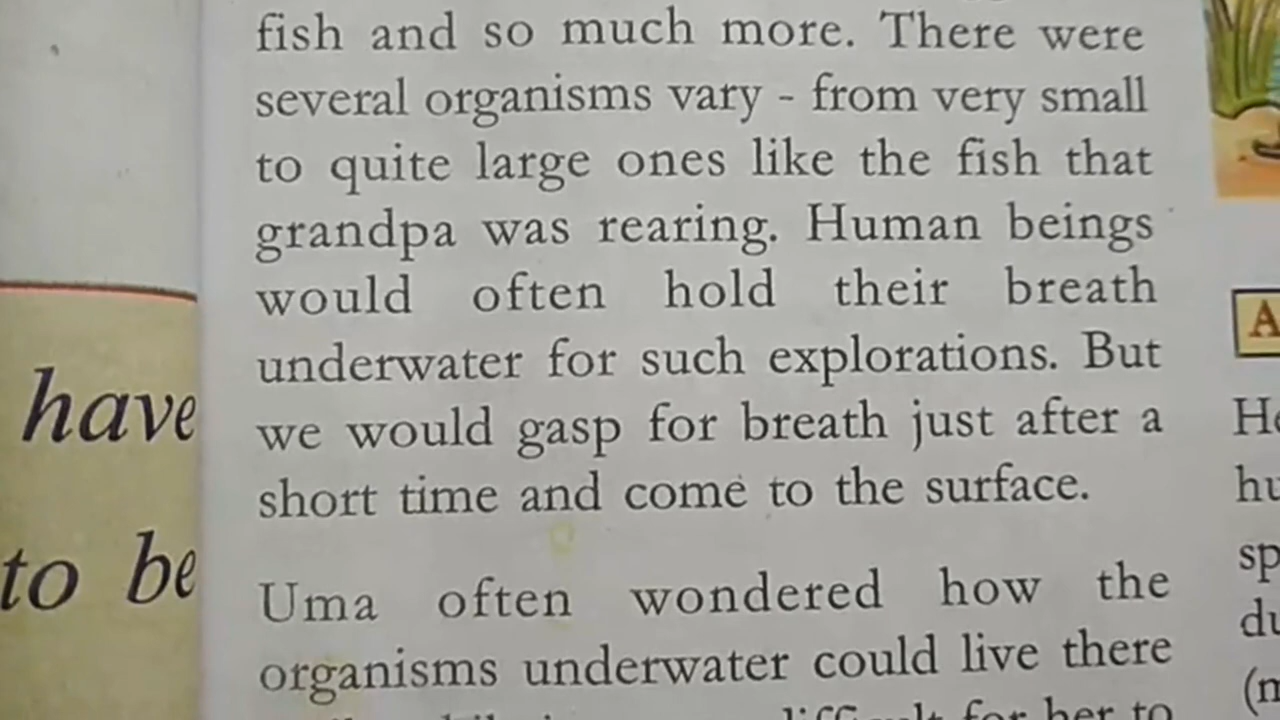 have
to be
fish and so much more. There were
several organisms vary - from very small
to quite large ones like the fish that
grandpa was rearing. Human beings
would often hold their breath
underwater for such explorations. But
we would gasp for breath just after a
short time and come to the surface.
Uma often wondered how the
organisms underwater could live there
for her to
A